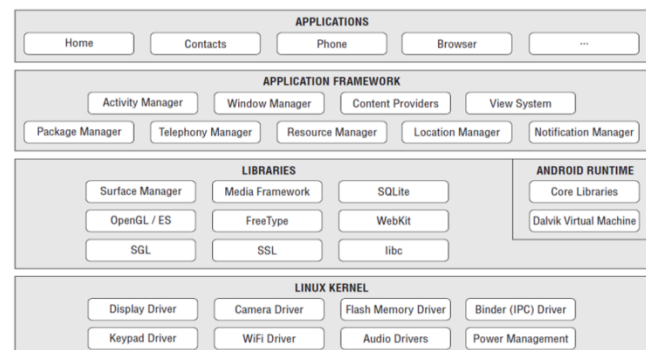 APPLICATIONS
Home Contacts Phone Browser ...
APPLICATION FRAMEWORK
Activity Manager Window Manager Content Providers View System
Package Manager Telephony Manager Resource Manager Location Manager Notification Manager
LIBRARIES ANDROID RUNTIME
Surface Manager Media Framework SQLite Core Libraries
OpenGL / ES FreeType WebKit Dalvik Virtual Machine
SGL SSL libc
LINUX KERNEL
Display Driver Camera Driver Flash Memory Driver Binder (IPC) Driver
Keypad Driver WiFi Driver Audio Drivers Power Management